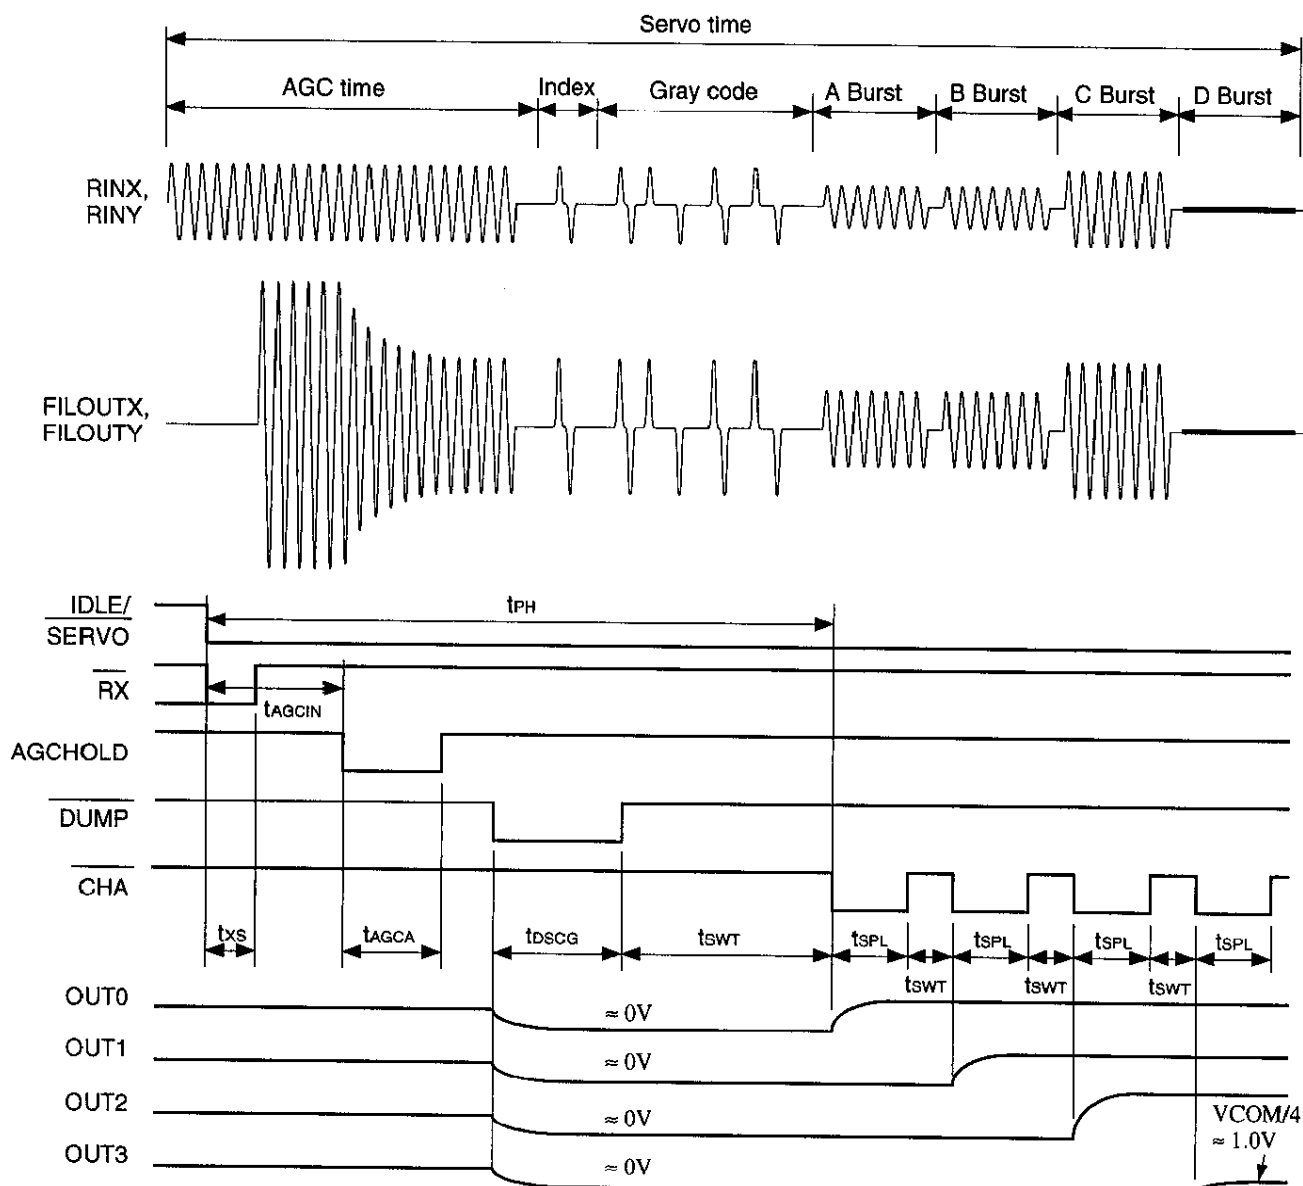 Servo time
AGC time Index Gray code A Burst B Burst C Burst D Burst
RINX,
RINY
FILOUTX,
FILOUTY
IDLE/
SERVO
tPH
RX
tAGCIN
AGCHOLD
DUMP
CHA
txs tAGCA tDSCG tSWT tSPL tSPL tSPL tSPL
tSWT tSWT tSWT
OUT0 ≈ 0V
OUT1 ≈ 0V
OUT2 ≈ 0V
VCOM/4
≈ 1.0V
OUT3 ≈ 0V